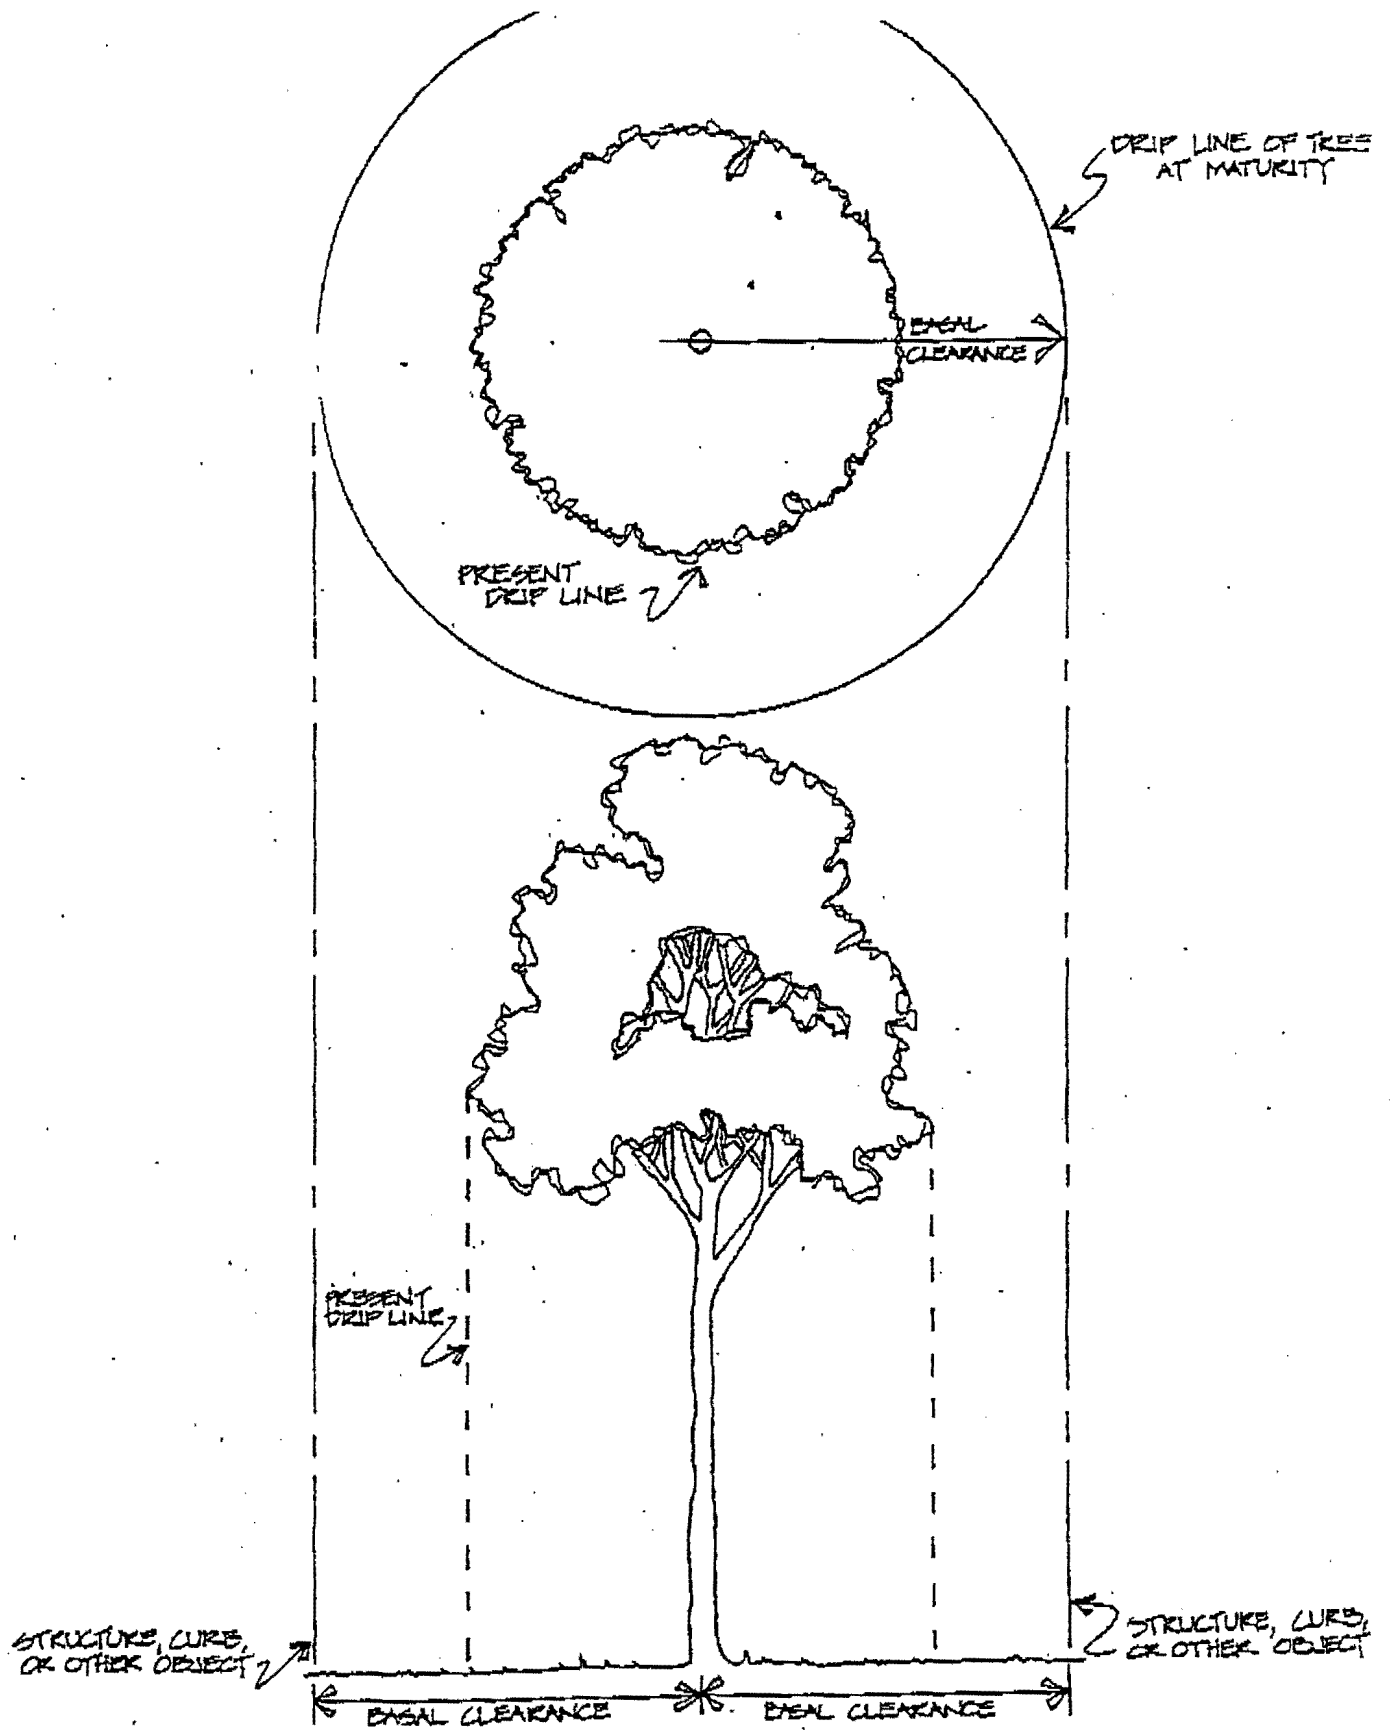 DRIP LINE OF TREE
AT MATURITY
BASAL
CLEARANCE
PRESENT
DRIP LINE
PRESENT
DRIP LINE
STRUCTURE, CURB,
OR OTHER OBJECT
STRUCTURE, CURB,
OR OTHER OBJECT
BASAL CLEARANCE
BASAL CLEARANCE